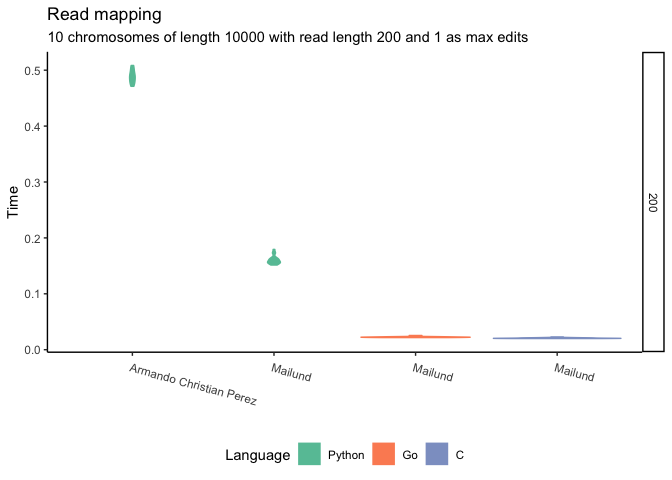 Read mapping
10 chromosomes of length 10000 with read length 200 and 1 as max edits
0.5
0.4
0.3
0.2
0.1
0.0
Time
200
Armando Christian Perez
Mailund
Mailund
Mailund
Language Python Go C